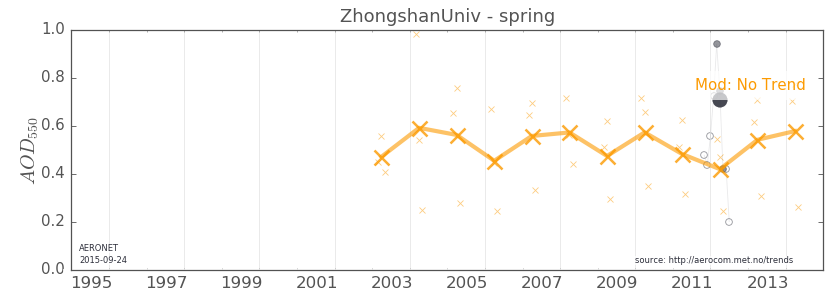 ZhongshanUniv - spring
1.0
0.8
0.6
0.4
0.2
0.0
AOD550
Mod: No Trend
AERONET
2015-09-24
source: http://aerocom.met.no/trends
1995 1997 1999 2001 2003 2005 2007 2009 2011 2013